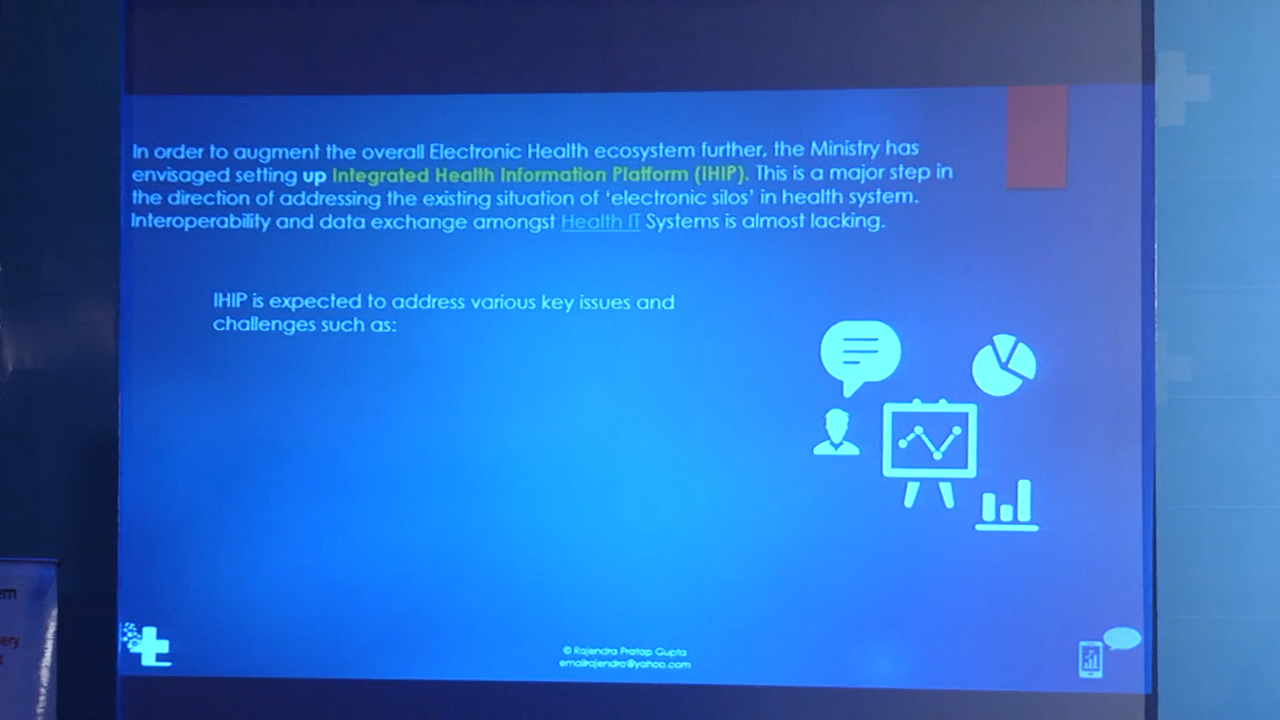 In order to augment the overall Electronic Health ecosystem further, the Ministry has
envisaged setting up Integrated Health Information Platform (IHIP). This is a major step in
the direction of addressing the existing situation of 'electronic silos' in health system.
Interoperability and data exchange amongst Health IT Systems is almost lacking.
IHIP is expected to address various key issues and
challenges such as:
© Rajendra Pratap Gupta
emailrajendra@yahoo.com